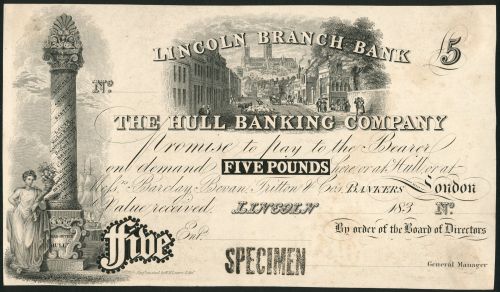 LINCOLN BRANCH BANK
5
No.
THE HULL BANKING COMPANY
Promise to pay to the Bearer
on demand FIVE POUNDS here or at Hull, or at
Messrs. Barclay, Bevan, Tritton & Co's. BANKERS London
Value received. LINCOLN 183 No.
By order of the Board of Directors
Five
Entd.
SPECIMEN
General Manager
HULL